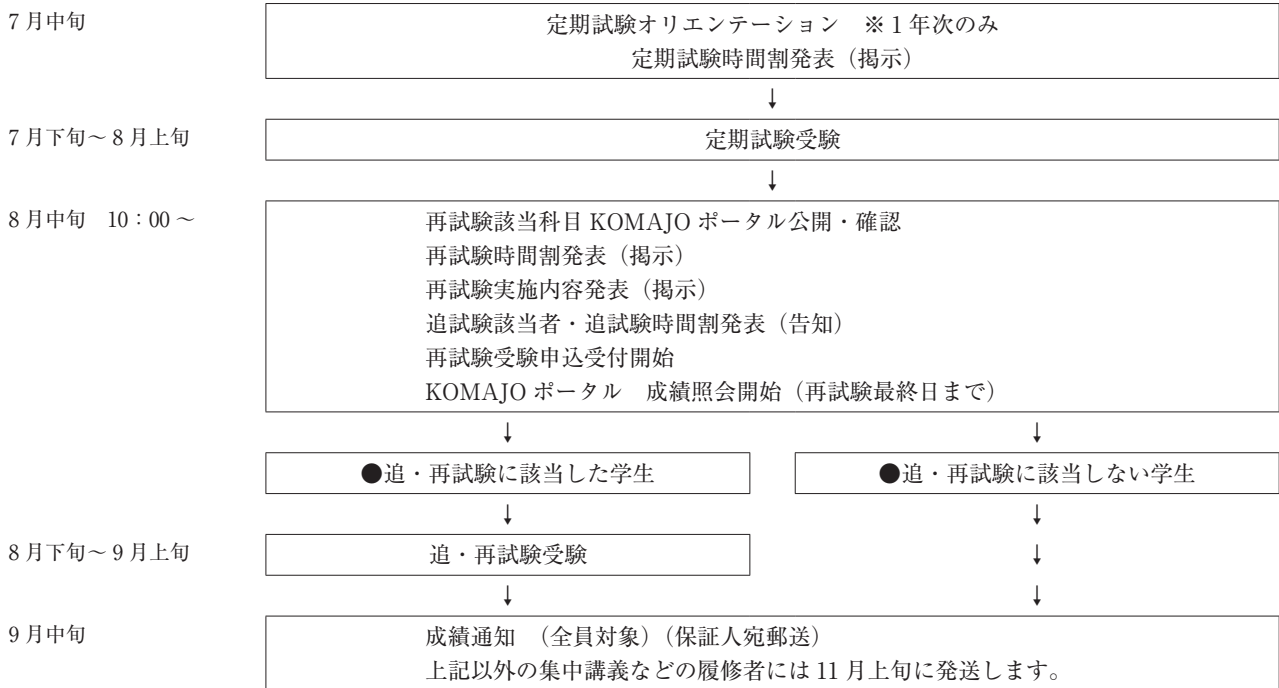 7月中旬
定期試験オリエンテーション　※1年次のみ
定期試験時間割発表（掲示）
↓
7月下旬～8月上旬
定期試験受験
↓
8月中旬　10：00～
再試験該当科目 KOMAJO ポータル公開・確認
再試験時間割発表（掲示）
再試験実施内容発表（掲示）
追試験該当者・追試験時間割発表（告知）
再試験受験申込受付開始
KOMAJO ポータル　成績照会開始（再試験最終日まで）
↓　↓
●追・再試験に該当した学生
●追・再試験に該当しない学生
↓　↓
8月下旬～9月上旬
追・再試験受験
↓
↓　↓
9月中旬
成績通知　（全員対象）（保証人宛郵送）
上記以外の集中講義などの履修者には 11 月上旬に発送します。